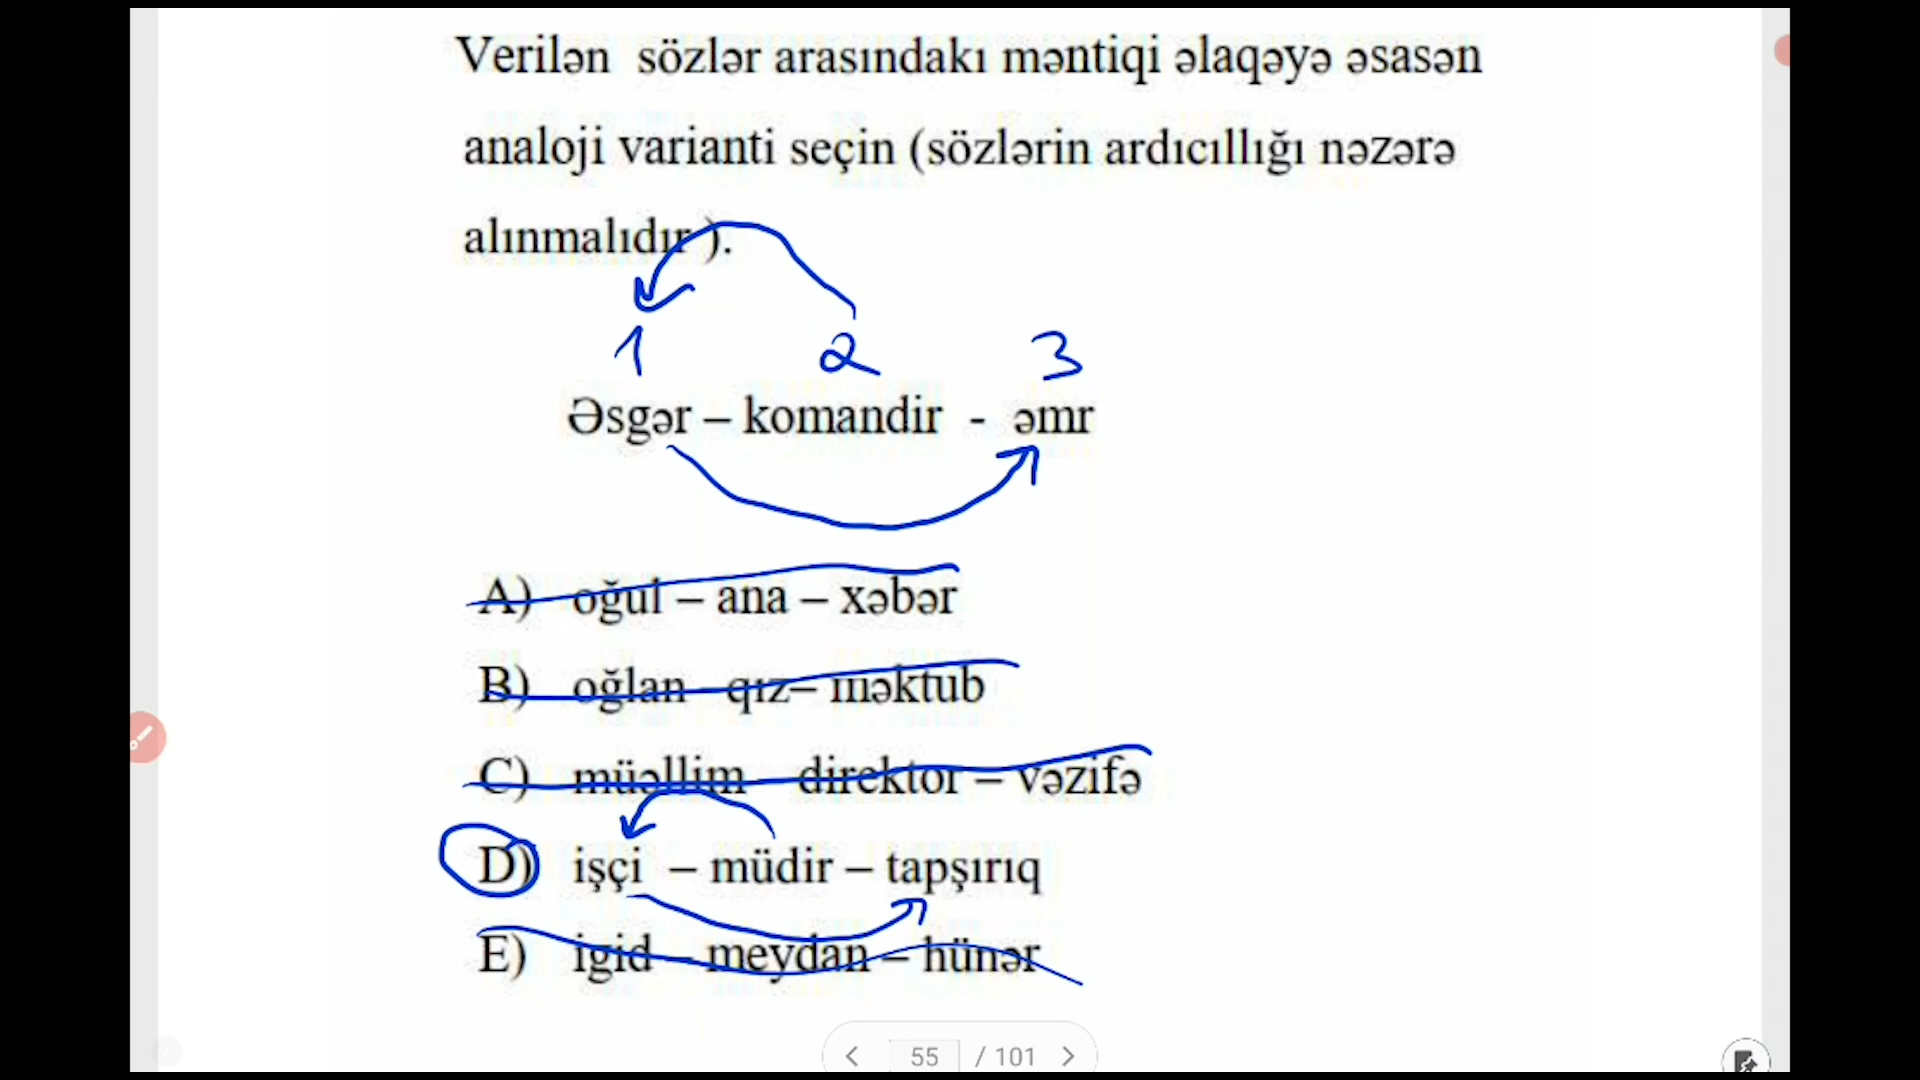 Verilən sözlər arasındakı məntiqi əlaqəyə əsasən
analoji varianti seçin (sözlərin ardıcıllığı nəzərə
alınmalıdır ).
1 2 3
Əsgər – komandir - əmr
A) oğul – ana – xəbər
B) oğlan – qız– məktub
C) müəllim – direktor – vəzifə
D) işçi – müdir – tapşırıq
E) igid – meydan – hünər
55 / 101